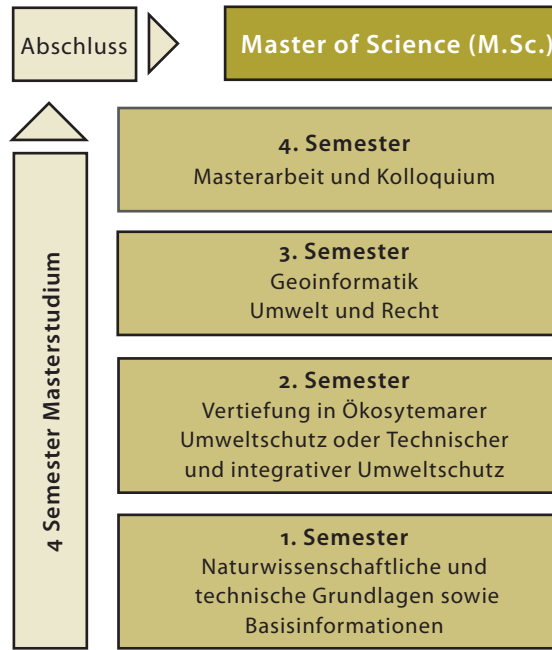 Abschluss
Master of Science (M.Sc.)
4 Semester Masterstudium
4. Semester
Masterarbeit und Kolloquium
3. Semester
Geoinformatik
Umwelt und Recht
2. Semester
Vertiefung in Ökosytemarer
Umweltschutz oder Technischer
und integrativer Umweltschutz
1. Semester
Naturwissenschaftliche und
technische Grundlagen sowie
Basisinformationen